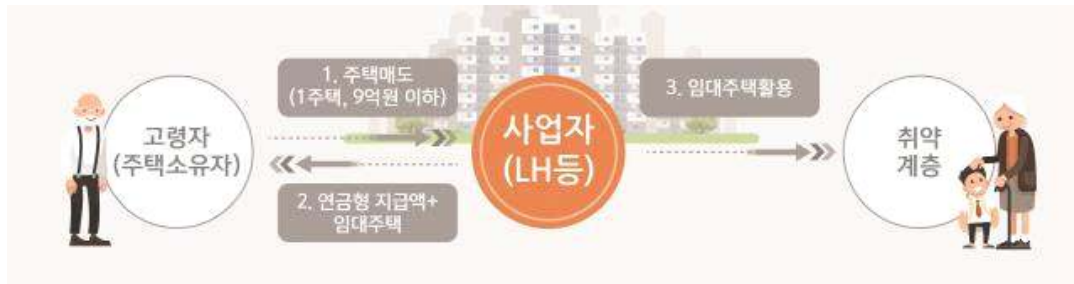 고령자
(주택소유자)
1. 주택매도
(1주택, 9억원 이하)
2. 연금형 지급액+
임대주택
사업자
(LH등)
3. 임대주택활용
취약
계층